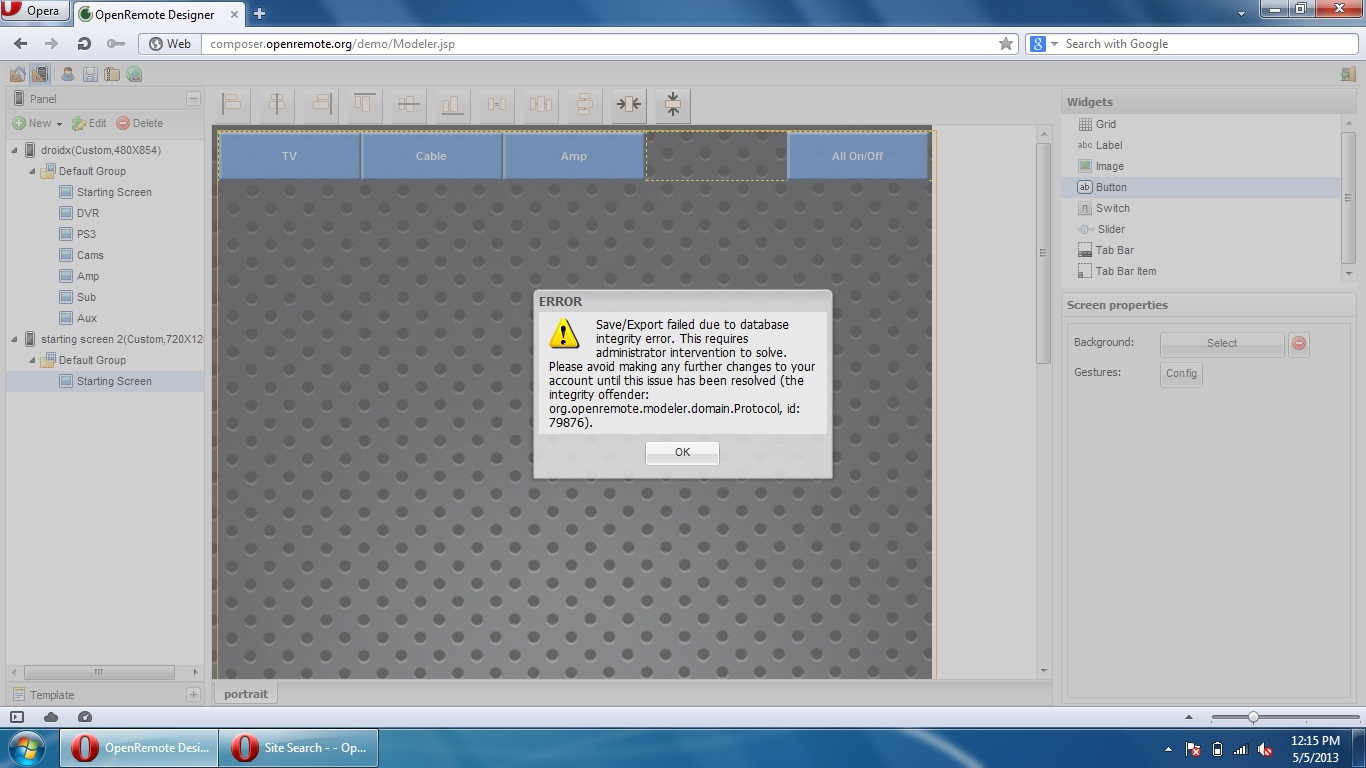 Opera
OpenRemote Designer
Web
composer.openremote.org/demo/Modeler.jsp
Search with Google
Panel
New
Edit
Delete
droidx(Custom,480X854)
Default Group
Starting Screen
DVR
PS3
Cams
Amp
Sub
Aux
starting screen 2(Custom,720X12
Default Group
Starting Screen
Template
TV
Cable
Amp
All On/Off
ERROR
Save/Export failed due to database
integrity error. This requires
administrator intervention to solve.
Please avoid making any further changes to your
account until this issue has been resolved (the
integrity offender:
org.openremote.modeler.domain.Protocol, id:
79876).
OK
portrait
Widgets
Grid
abc Label
Image
ab Button
Switch
Slider
Tab Bar
Tab Bar Item
Screen properties
Background:
Select
Gestures:
Config
OpenRemote Desi...
Site Search - - Op...
12:15 PM
5/5/2013